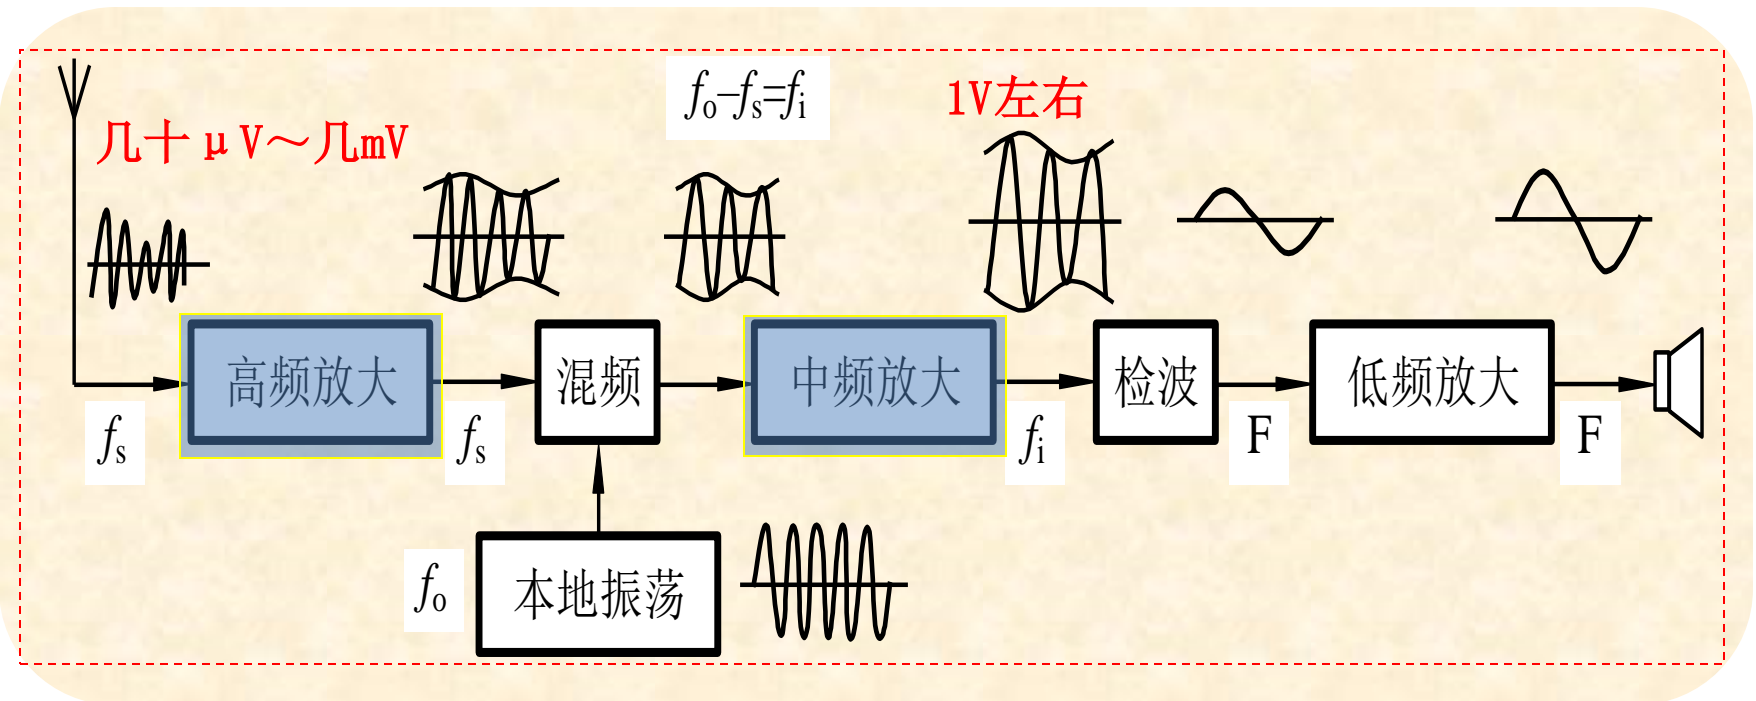 fo-fs=fi
1V左右
几十μV～几mV
高频放大
混频
中频放大
检波
低频放大
fs
fs
fi
F
F
fo
本地振荡